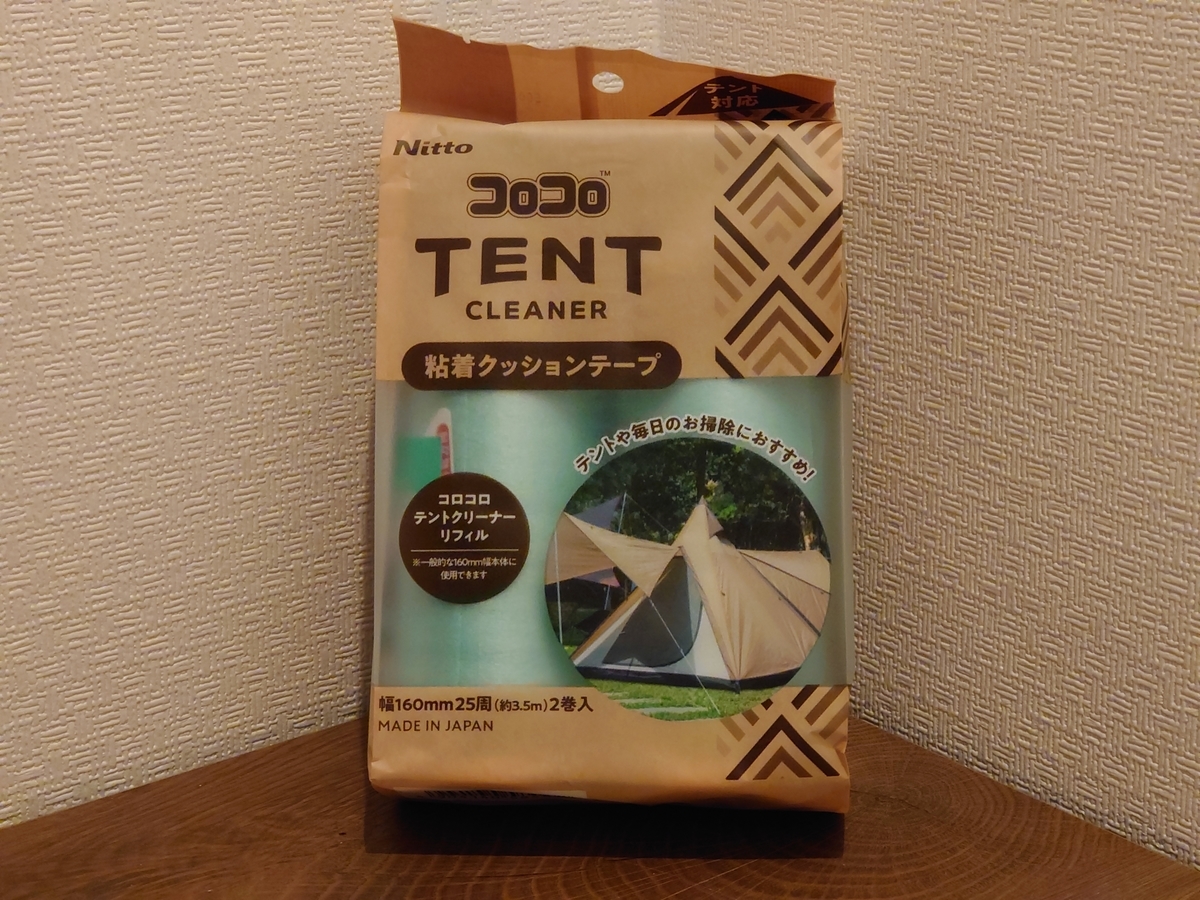 テント
対応
Nitto
コロコロ™
TENT
CLEANER
粘着クッションテープ
テントや毎日のお掃除におすすめ!
コロコロ
テントクリーナー
リフィル
※一般的な160mm幅本体に
使用できます
幅160mm25周(約3.5m)2巻入
MADE IN JAPAN